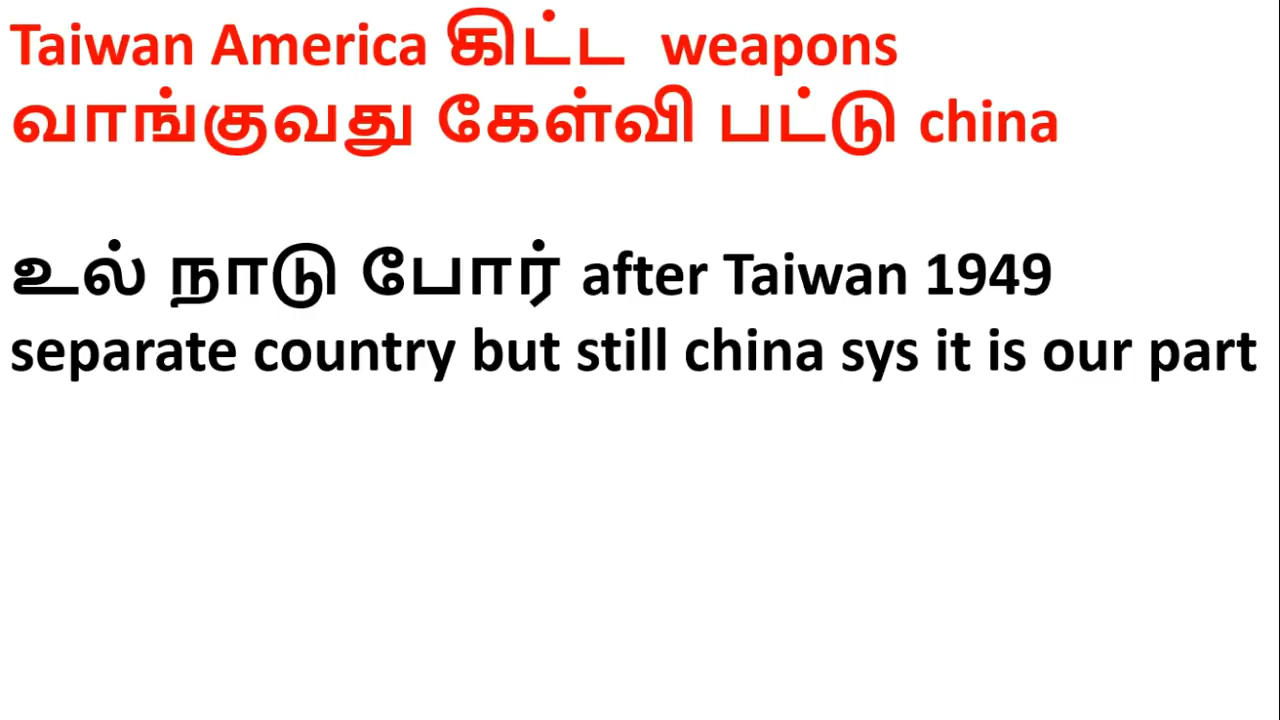 Taiwan America கிட்ட weapons
வாங்குவது கேள்வி பட்டு china
உல் நாடு போர் after Taiwan 1949
separate country but still china sys it is our part